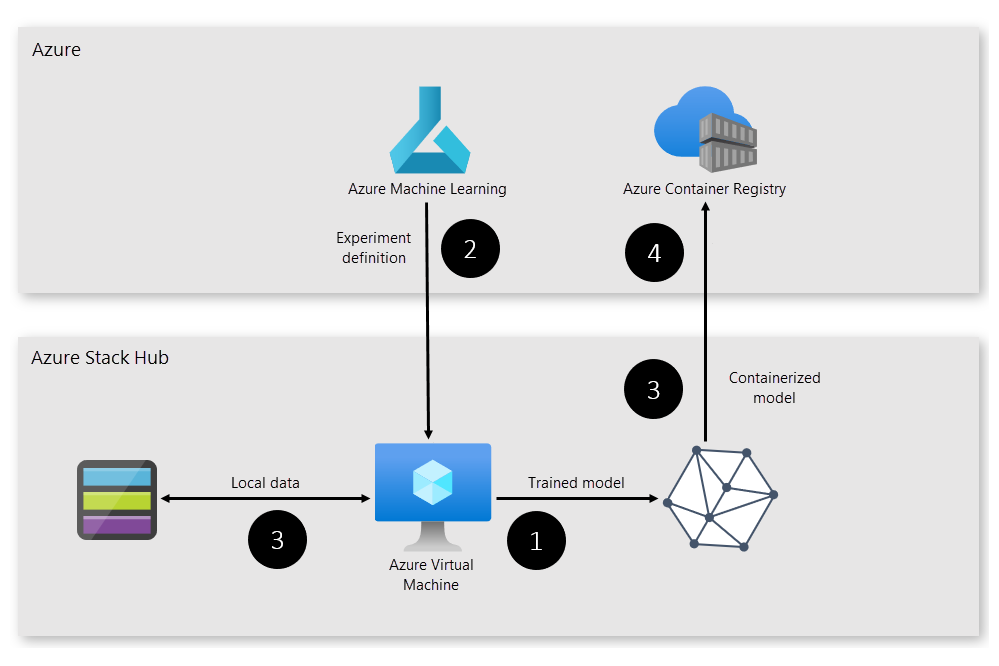 Azure
Azure Machine Learning
Azure Container Registry
Experiment
definition
2
4
Azure Stack Hub
3
Containerized
model
Local data
3
Trained model
1
Azure Virtual
Machine